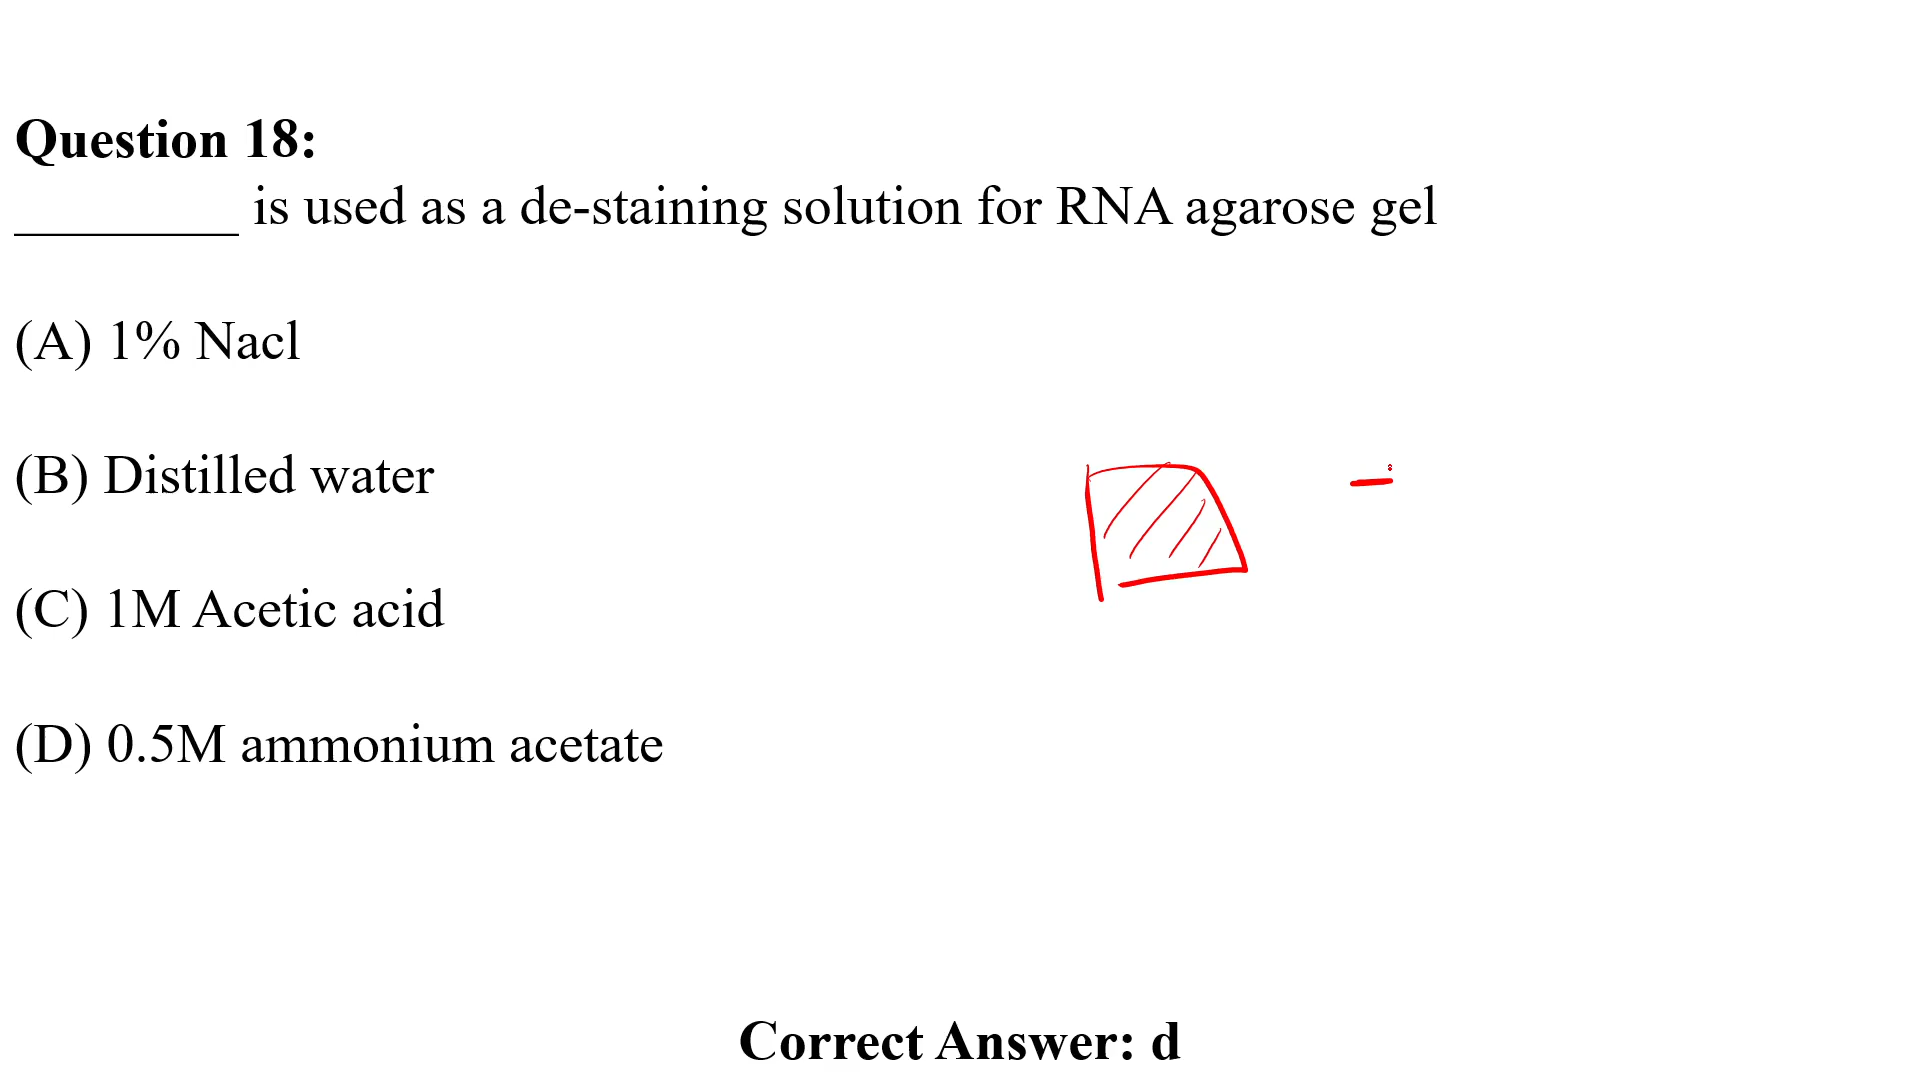 Question 18:
________ is used as a de-staining solution for RNA agarose gel
(A) 1% Nacl
(B) Distilled water
(C) 1M Acetic acid
(D) 0.5M ammonium acetate
Correct Answer: d